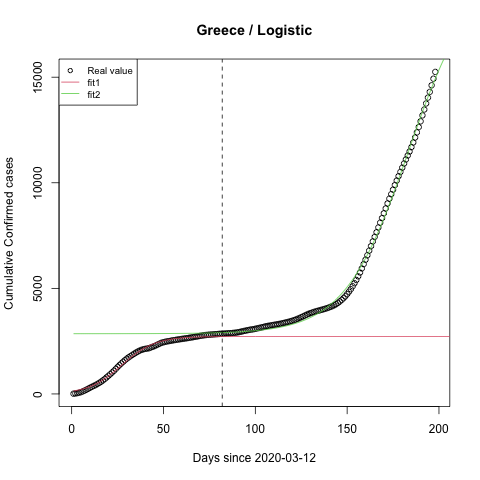 Greece / Logistic
Real value
fit1
fit2
Cumulative Confirmed cases
0
5000
10000
15000
0
50
100
150
200
Days since 2020-03-12